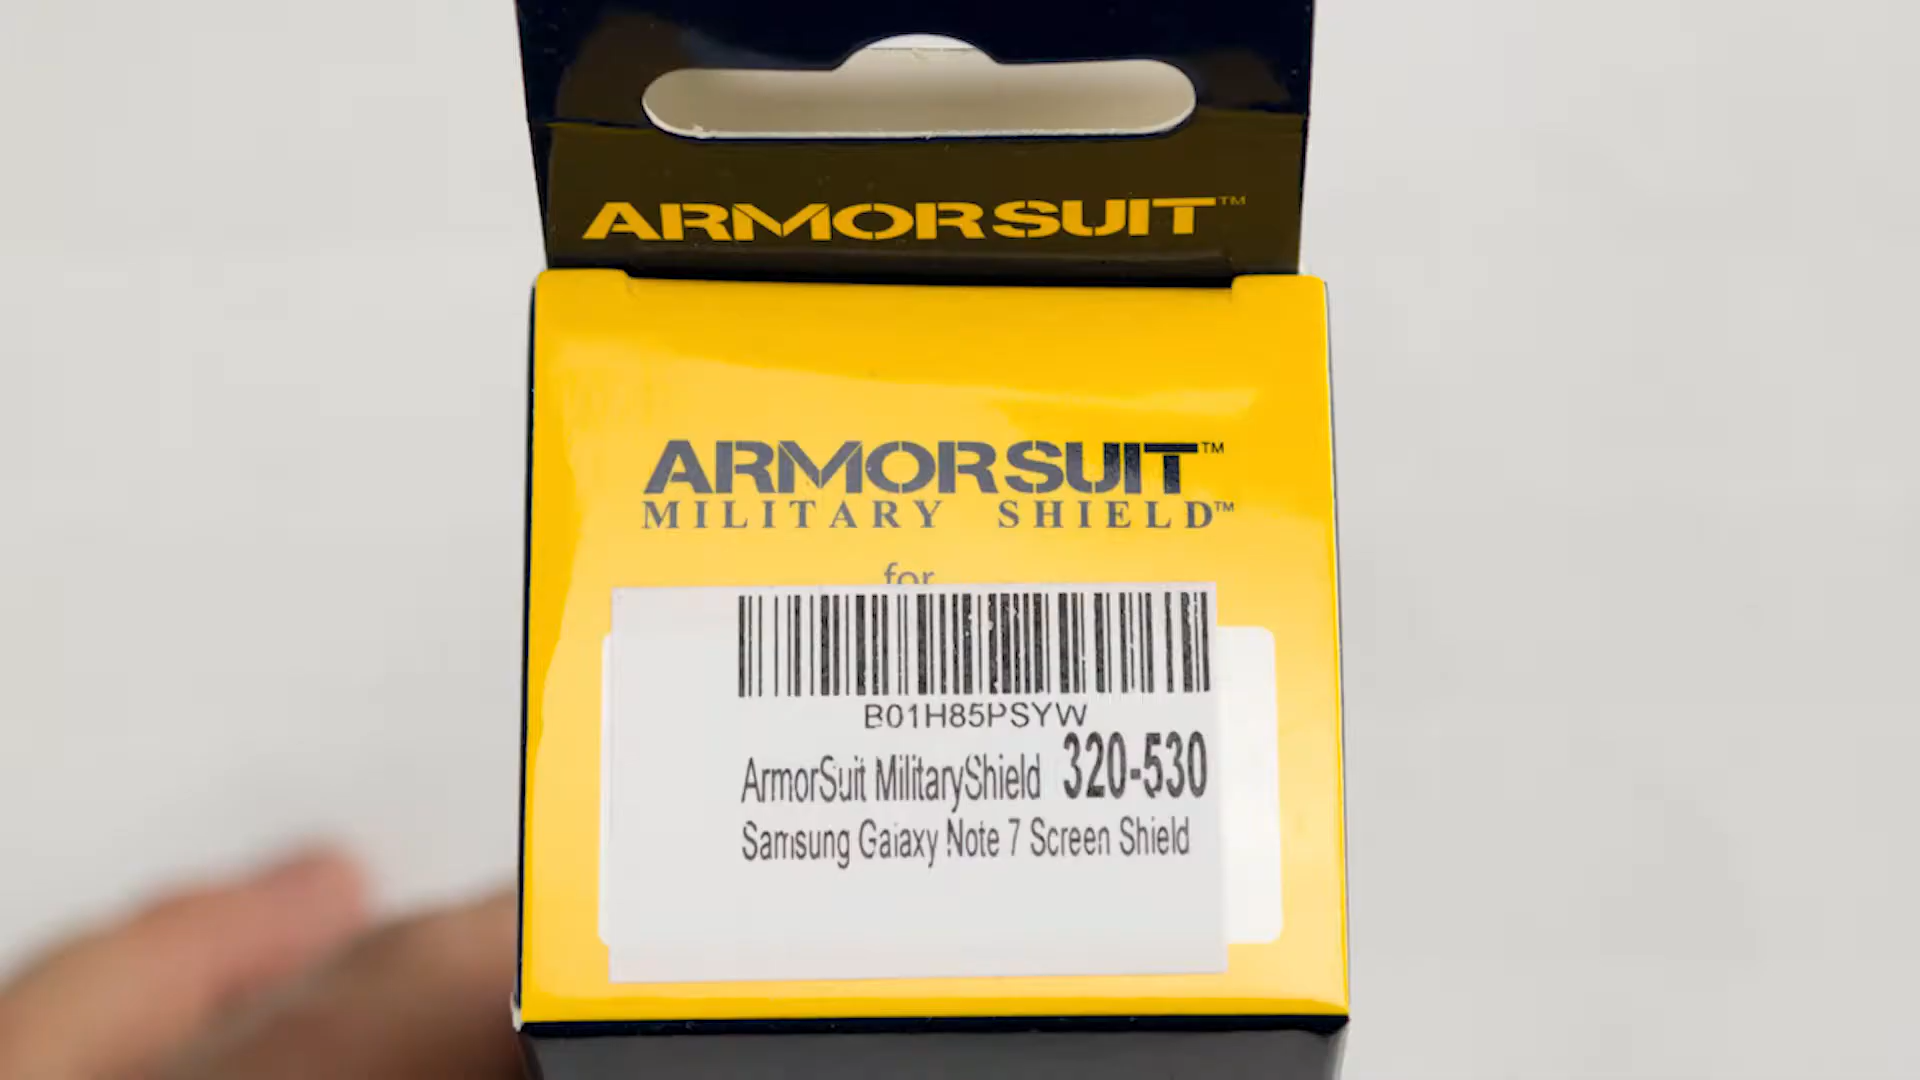 ARMORSUIT™
ARMORSUIT™
MILITARY SHIELD™
for
B01H85PSYW
ArmorSuit MilitaryShield 320-530
Samsung Galaxy Note 7 Screen Shield